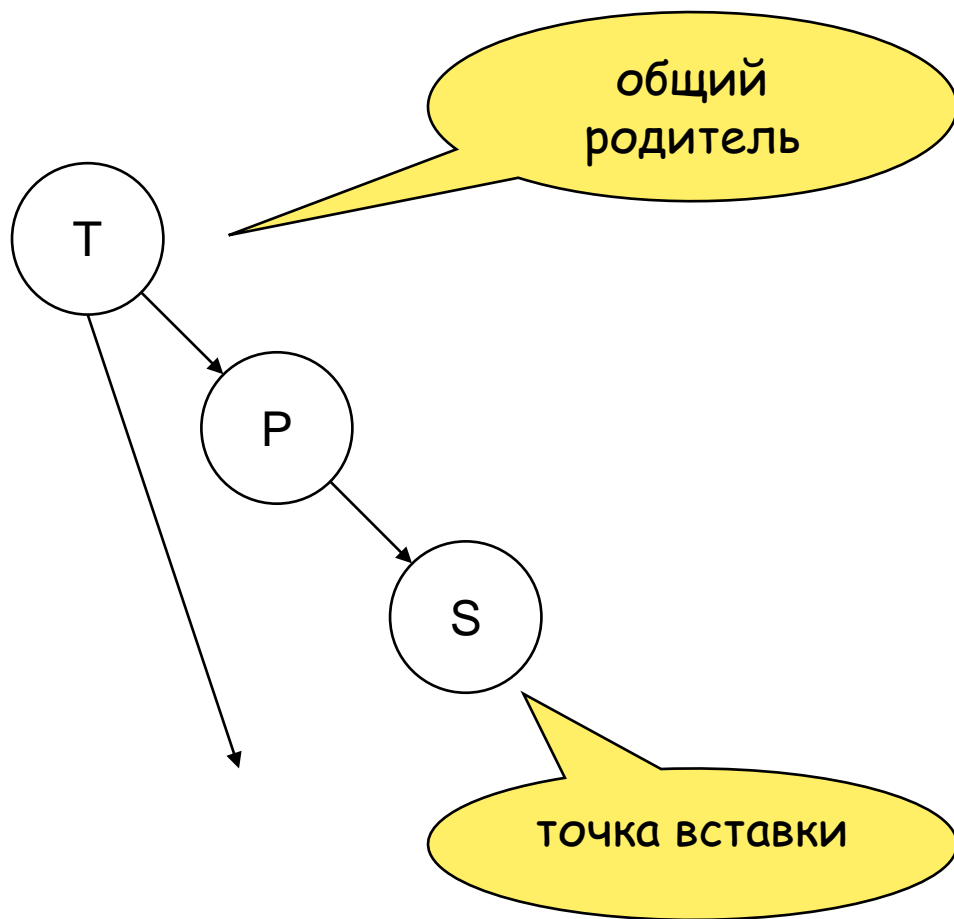 общий
родитель
T
P
S
точка вставки